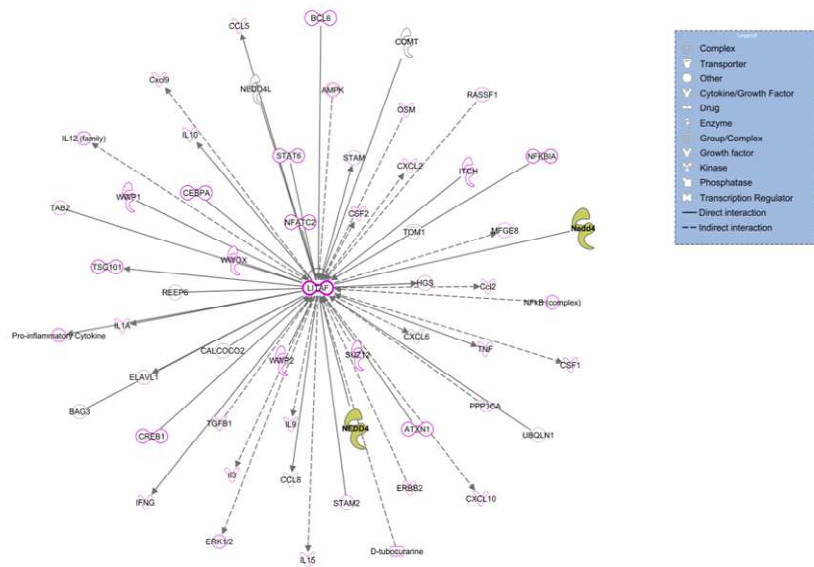 BCL6
CCL5
COMT
Legend
Complex
Transporter
Other
Cytokine/Growth Factor
Drug
Enzyme
Group/Complex
Growth factor
Kinase
Phosphatase
Transcription Regulator
Direct interaction
Indirect interaction
Cxcl9
NEDD4L
AMPK
RASSF1
OSM
IL10
IL12 (family)
STAT6
STAM
CXCL2
ITCH
NFKBIA
WWP1
CEBPA
TAB2
NFATC2
CSF2
TOM1
MFGE8
Nedd4
WWOX
TSG101
HGS
Ccl2
REEP6
NFkB (complex)
IL1A
Pro-inflammatory Cytokine
CXCL6
CALCOCO2
TNF
WWP2
SUZ12
CSF1
ELAVL1
BAG3
PPP3CA
TGFB1
IL9
NEDD4
ATXN1
UBQLN1
CREB1
CCL8
ERBB2
IFNG
STAM2
CXCL10
ERK1/2
D-tubocurarine
IL15